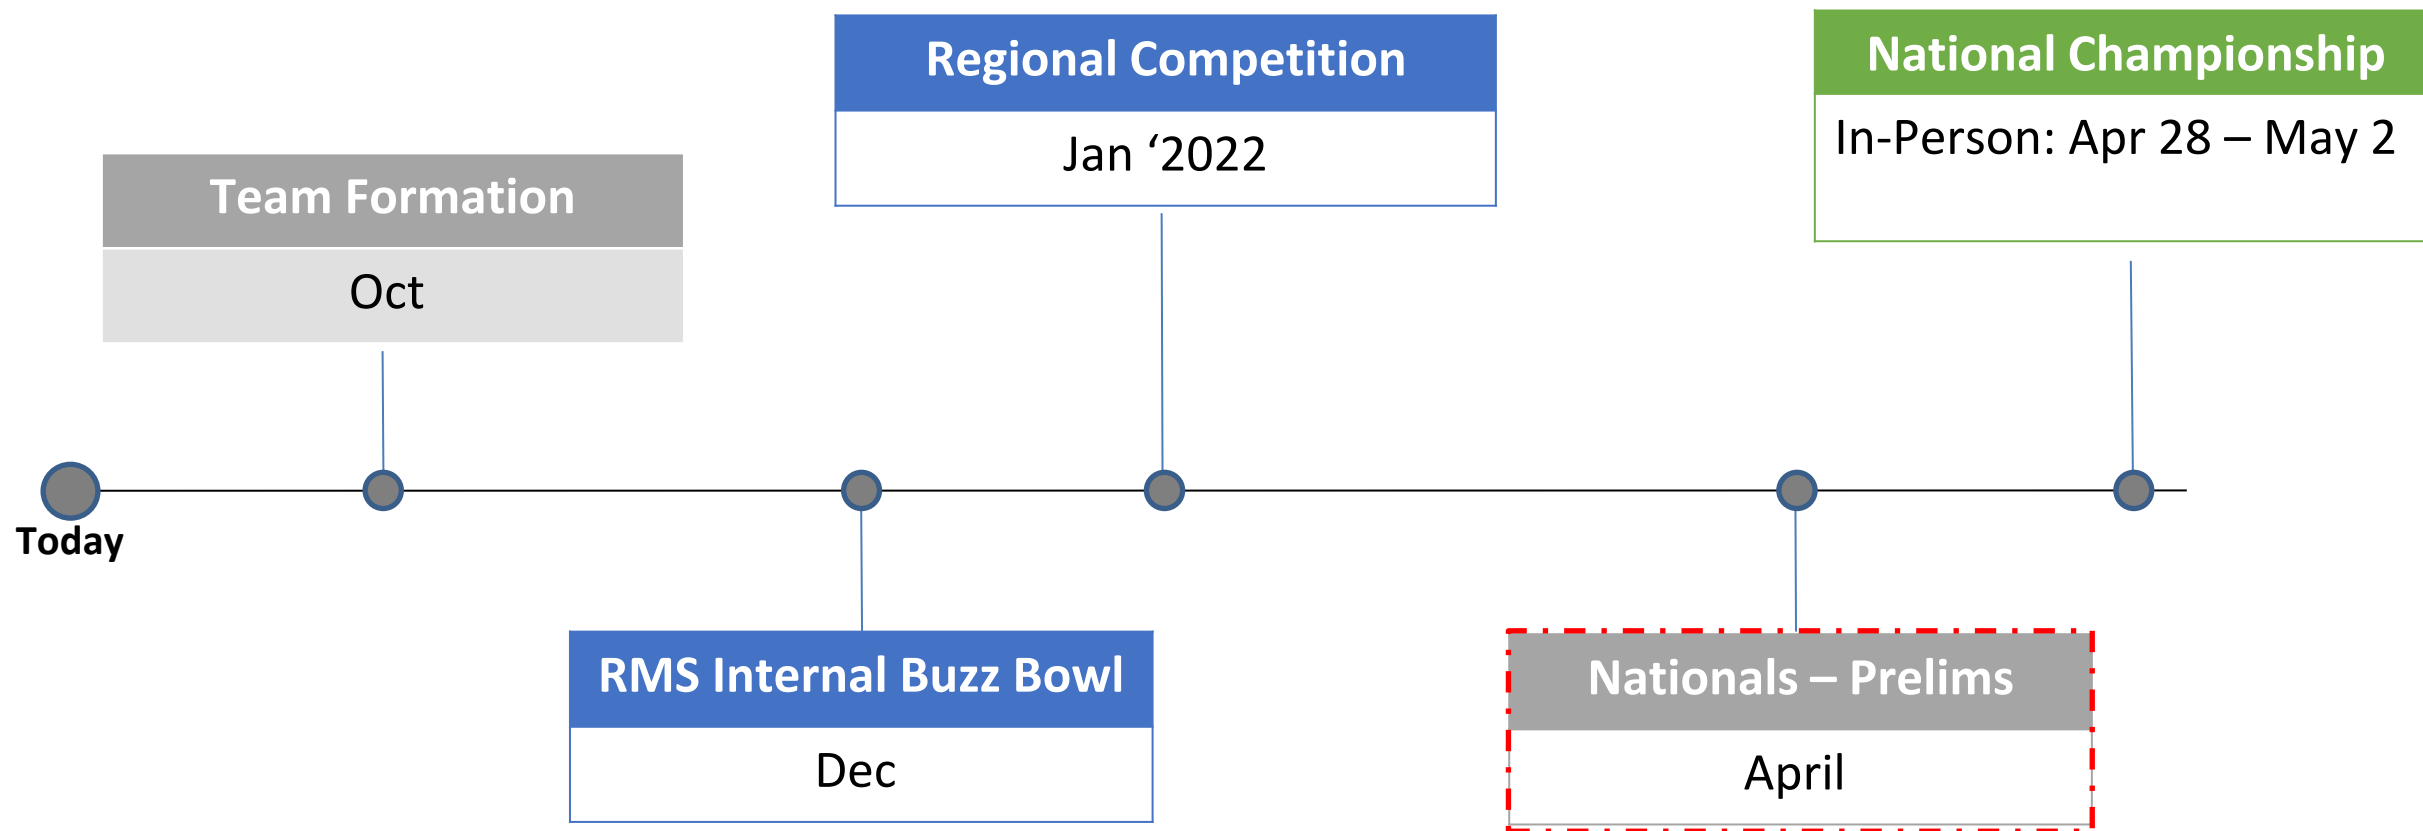 Regional Competition
Jan ‘2022
National Championship
In-Person: Apr 28 – May 2
Team Formation
Oct
Today
RMS Internal Buzz Bowl
Dec
Nationals – Prelims
April